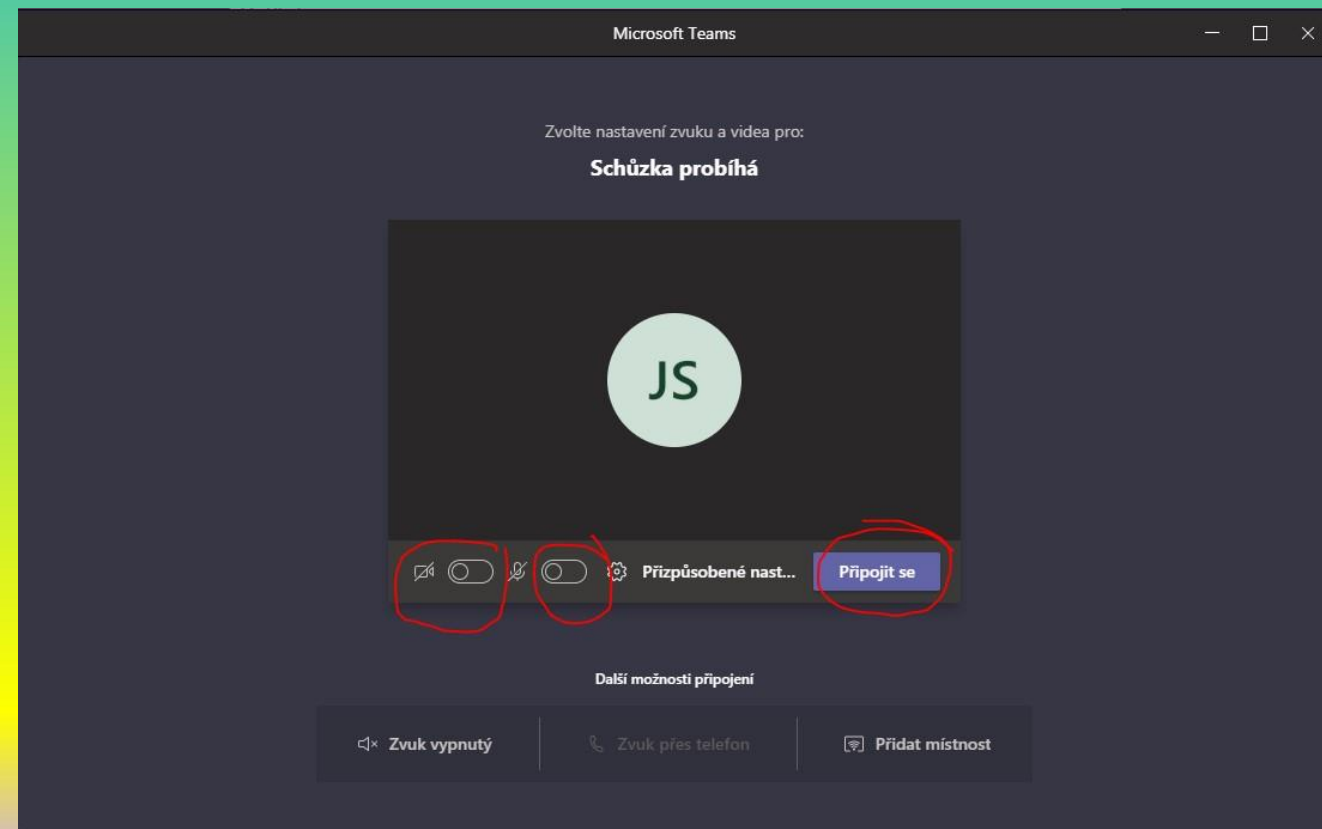 Microsoft Teams
Zvolte nastavení zvuku a videa pro:
Schůzka probíhá
JS
Přizpůsobené nast...
Připojit se
Další možnosti připojení
Zvuk vypnutý
Zvuk přes telefon
Přidat místnost